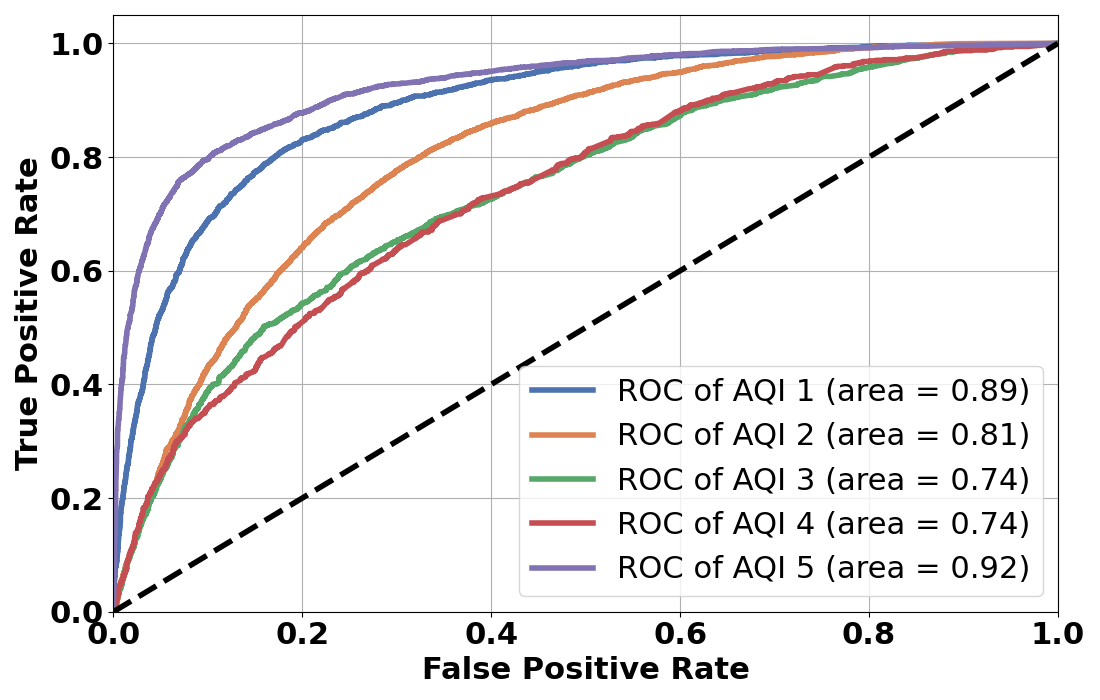 True Positive Rate
1.0
0.8
0.6
0.4
0.2
0.0
ROC of AQI 1 (area = 0.89)
ROC of AQI 2 (area = 0.81)
ROC of AQI 3 (area = 0.74)
ROC of AQI 4 (area = 0.74)
ROC of AQI 5 (area = 0.92)
0.0 0.2 0.4 0.6 0.8 1.0
False Positive Rate